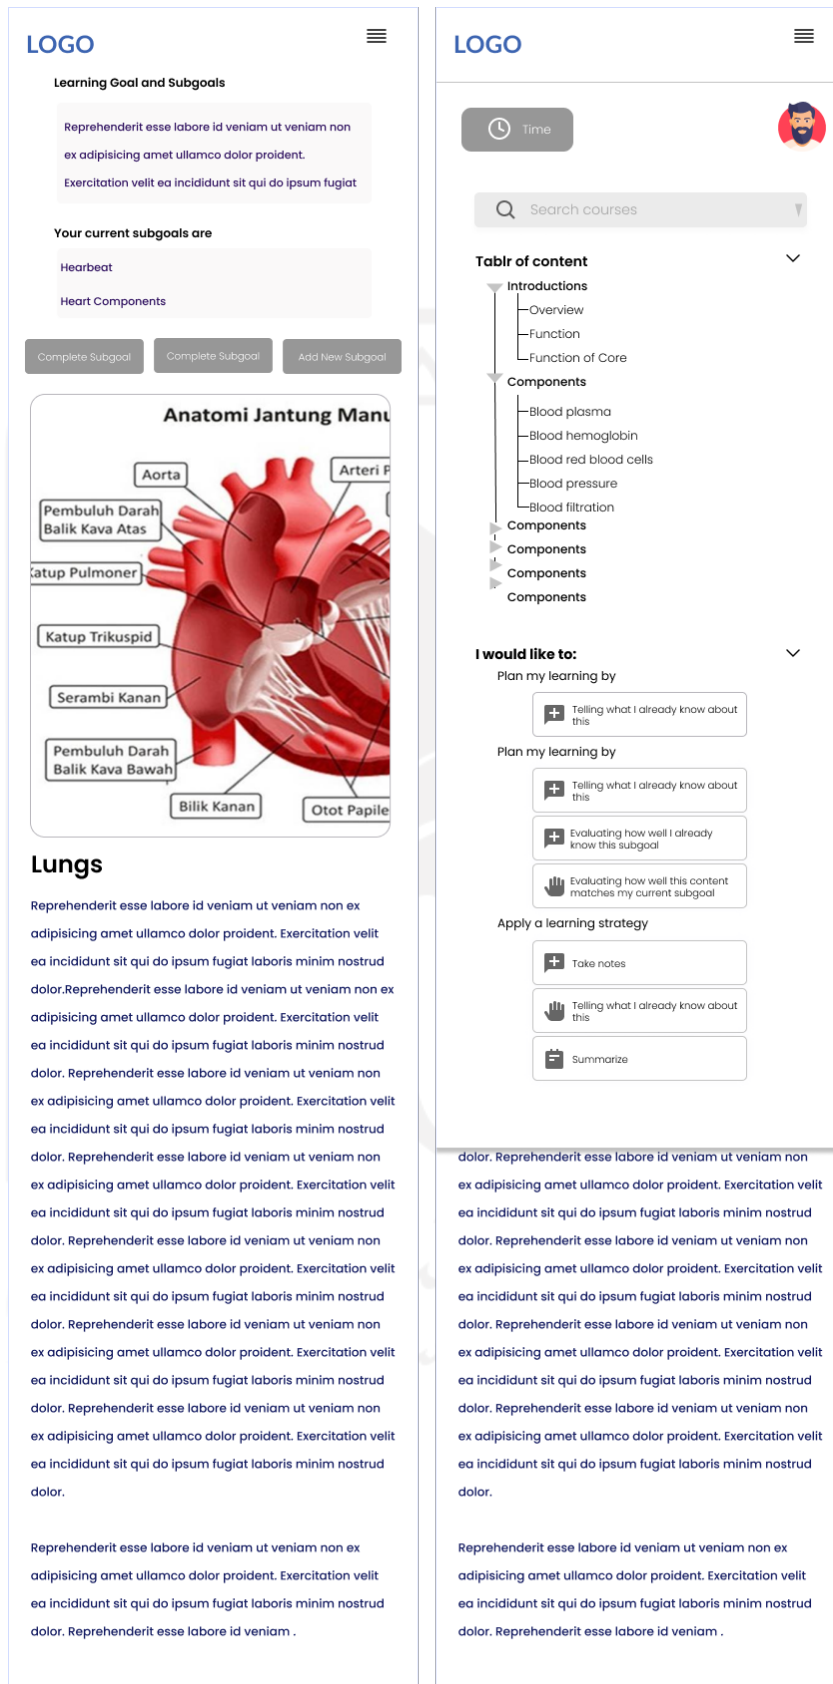 LOGO
Learning Goal and Subgoals
Reprehenderit esse labore id veniam ut veniam non
ex adipisicing amet ullamco dolor proident.
Exercitation velit ea incididunt sit qui do ipsum fugiat
Your current subgoals are
Hearbeat
Heart Components
Complete Subgoal
Complete Subgoal
Add New Subgoal
Anatomi Jantung Manu
Aorta
Arteri P
Pembuluh Darah
Balik Kava Atas
Katup Pulmoner
Katup Trikuspid
Serambi Kanan
Pembuluh Darah
Balik Kava Bawah
Bilik Kanan
Otot Papile
Lungs
Reprehenderit esse labore id veniam ut veniam non ex
adipisicing amet ullamco dolor proident. Exercitation velit
ea incididunt sit qui do ipsum fugiat laboris minim nostrud
dolor.Reprehenderit esse labore id veniam ut veniam non ex
adipisicing amet ullamco dolor proident. Exercitation velit
ea incididunt sit qui do ipsum fugiat laboris minim nostrud
dolor. Reprehenderit esse labore id veniam ut veniam non
ex adipisicing amet ullamco dolor proident. Exercitation velit
ea incididunt sit qui do ipsum fugiat laboris minim nostrud
dolor. Reprehenderit esse labore id veniam ut veniam non
ex adipisicing amet ullamco dolor proident. Exercitation velit
ea incididunt sit qui do ipsum fugiat laboris minim nostrud
dolor. Reprehenderit esse labore id veniam ut veniam non
ex adipisicing amet ullamco dolor proident. Exercitation velit
ea incididunt sit qui do ipsum fugiat laboris minim nostrud
dolor. Reprehenderit esse labore id veniam ut veniam non
ex adipisicing amet ullamco dolor proident. Exercitation velit
ea incididunt sit qui do ipsum fugiat laboris minim nostrud
dolor. Reprehenderit esse labore id veniam ut veniam non
ex adipisicing amet ullamco dolor proident. Exercitation velit
ea incididunt sit qui do ipsum fugiat laboris minim nostrud
dolor.
Reprehenderit esse labore id veniam ut veniam non ex
adipisicing amet ullamco dolor proident. Exercitation velit
ea incididunt sit qui do ipsum fugiat laboris minim nostrud
dolor. Reprehenderit esse labore id veniam .
LOGO
Time
Search courses
Tablr of content
Introductions
Overview
Function
Function of Core
Components
Blood plasma
Blood hemoglobin
Blood red blood cells
Blood pressure
Blood filtration
Components
Components
Components
Components
I would like to:
Plan my learning by
Telling what I already know about
this
Plan my learning by
Telling what I already know about
this
Evaluating how well I already
know this subgoal
Evaluating how well this content
matches my current subgoal
Apply a learning strategy
Take notes
Telling what I already know about
this
Summarize
dolor. Reprehenderit esse labore id veniam ut veniam non
ex adipisicing amet ullamco dolor proident. Exercitation velit
ea incididunt sit qui do ipsum fugiat laboris minim nostrud
dolor. Reprehenderit esse labore id veniam ut veniam non
ex adipisicing amet ullamco dolor proident. Exercitation velit
ea incididunt sit qui do ipsum fugiat laboris minim nostrud
dolor. Reprehenderit esse labore id veniam ut veniam non
ex adipisicing amet ullamco dolor proident. Exercitation velit
ea incididunt sit qui do ipsum fugiat laboris minim nostrud
dolor. Reprehenderit esse labore id veniam ut veniam non
ex adipisicing amet ullamco dolor proident. Exercitation velit
ea incididunt sit qui do ipsum fugiat laboris minim nostrud
dolor.
Reprehenderit esse labore id veniam ut veniam non ex
adipisicing amet ullamco dolor proident. Exercitation velit
ea incididunt sit qui do ipsum fugiat laboris minim nostrud
dolor. Reprehenderit esse labore id veniam .